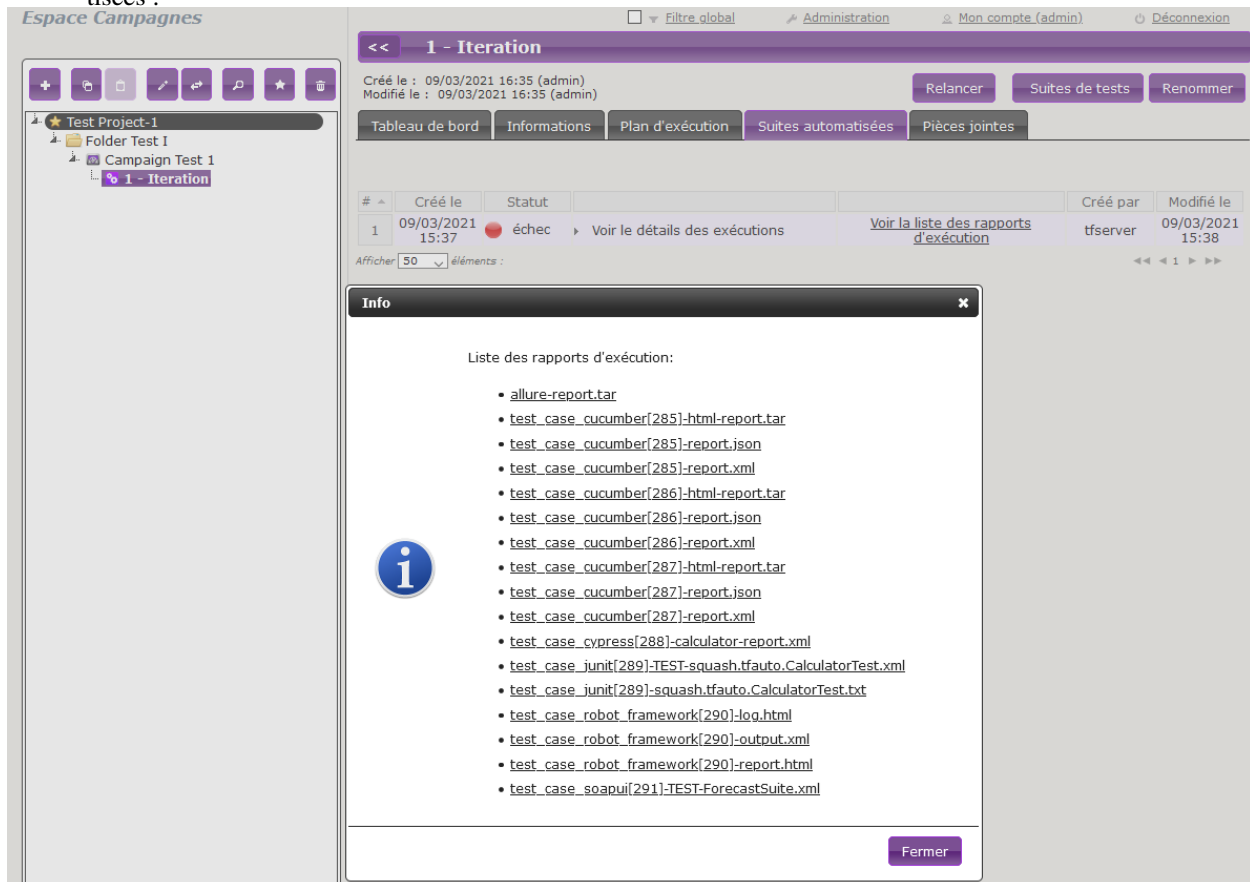 tisées :
Espace Campagnes
Filtre global Administration Mon compte (admin) Déconnexion
<< 1 - Iteration
Créé le : 09/03/2021 16:35 (admin)
Modifié le : 09/03/2021 16:35 (admin)
Relancer Suites de tests Renommer
Tableau de bord Informations Plan d'exécution Suites automatisées Pièces jointes
Test Project-1
Folder Test I
Campaign Test 1
1 - Iteration
# Créé le Statut Créé par Modifié le
1 09/03/2021 15:37 échec Voir le détails des exécutions Voir la liste des rapports d'exécution tfserver 09/03/2021 15:38
Afficher 50 éléments : 1
Info
Liste des rapports d'exécution:
• allure-report.tar
• test_case_cucumber[285]-html-report.tar
• test_case_cucumber[285]-report.json
• test_case_cucumber[285]-report.xml
• test_case_cucumber[286]-html-report.tar
• test_case_cucumber[286]-report.json
• test_case_cucumber[286]-report.xml
• test_case_cucumber[287]-html-report.tar
• test_case_cucumber[287]-report.json
• test_case_cucumber[287]-report.xml
• test_case_cypress[288]-calculator-report.xml
• test_case_junit[289]-TEST-squash.tfauto.CalculatorTest.xml
• test_case_junit[289]-squash.tfauto.CalculatorTest.txt
• test_case_robot_framework[290]-log.html
• test_case_robot_framework[290]-output.xml
• test_case_robot_framework[290]-report.html
• test_case_soapui[291]-TEST-ForecastSuite.xml
Fermer